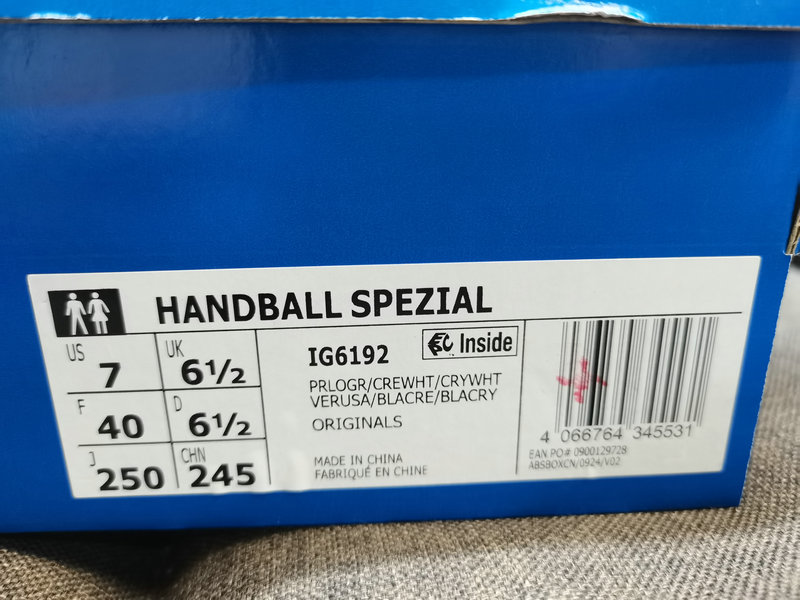 HANDBALL SPEZIAL
US 7
UK 6½
F 40
D 6½
J 250
CHN 245
IG6192
Inside
PRLOGR/CREWHT/CRYWHT
VERUSA/BLACRE/BLACRY
ORIGINALS
MADE IN CHINA
FABRIQUÉ EN CHINE
4 066764 345531
EAN PO# 0900129728
ABSBOXCN/0924/V02